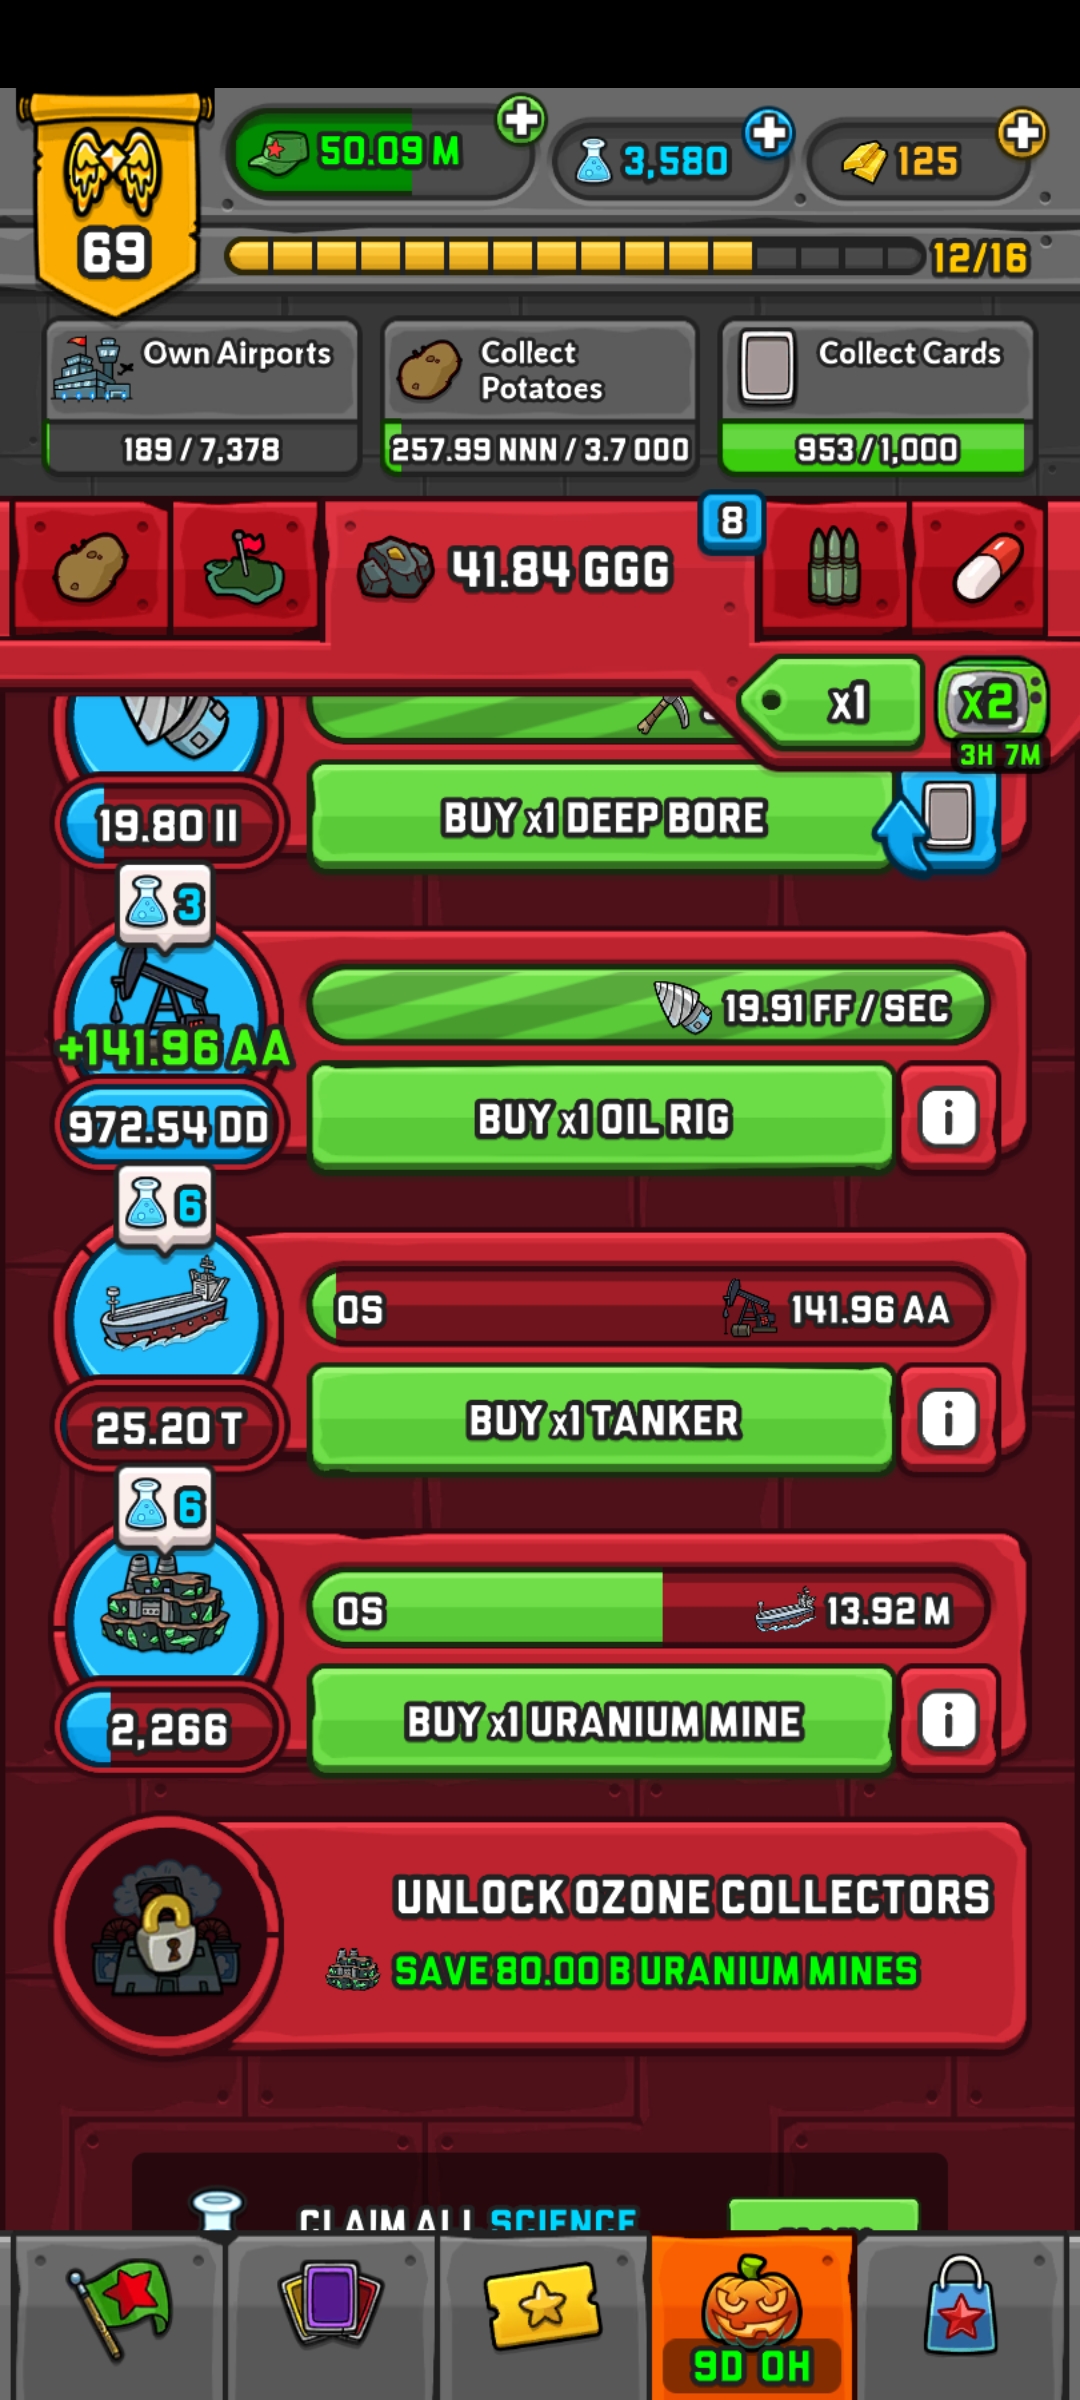 50.09 M
3,580
125
69
12/16
Own Airports
189 / 7,378
Collect
Potatoes
257.99 NNN / 3.7 OOO
Collect Cards
953 / 1,000
41.84 GGG
8
x1
x2
3H 7M
19.80 II
BUY x1 DEEP BORE
3
+141.96 AA
972.54 DD
19.91 FF / SEC
BUY x1 OIL RIG
i
6
25.20 T
0S
141.96 AA
BUY x1 TANKER
i
6
2,266
0S
13.92 M
BUY x1 URANIUM MINE
i
UNLOCK OZONE COLLECTORS
SAVE 80.00 B URANIUM MINES
CLAIM ALL SCIENCE
9D 0H